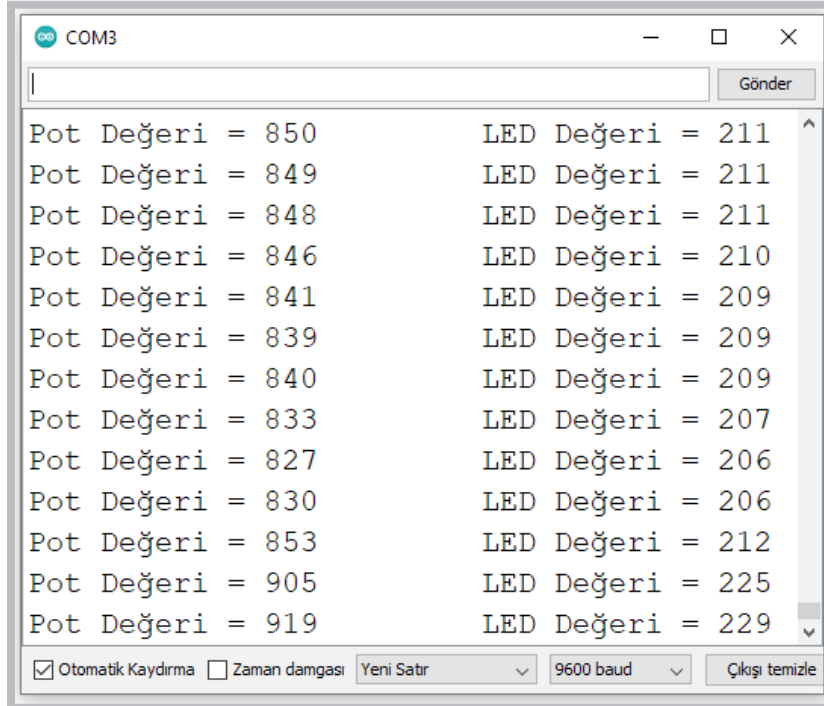 COM3
Gönder
Pot Değeri = 850 LED Değeri = 211
Pot Değeri = 849 LED Değeri = 211
Pot Değeri = 848 LED Değeri = 211
Pot Değeri = 846 LED Değeri = 210
Pot Değeri = 841 LED Değeri = 209
Pot Değeri = 839 LED Değeri = 209
Pot Değeri = 840 LED Değeri = 209
Pot Değeri = 833 LED Değeri = 207
Pot Değeri = 827 LED Değeri = 206
Pot Değeri = 830 LED Değeri = 206
Pot Değeri = 853 LED Değeri = 212
Pot Değeri = 905 LED Değeri = 225
Pot Değeri = 919 LED Değeri = 229
Otomatik Kaydırma Zaman damgası Yeni Satır 9600 baud Çıkışı temizle